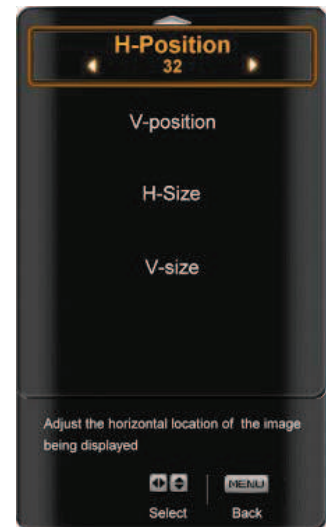 H-Position
32
V-position
H-Size
V-size
Adjust the horizontal location of the image
being displayed
MENU
Select Back